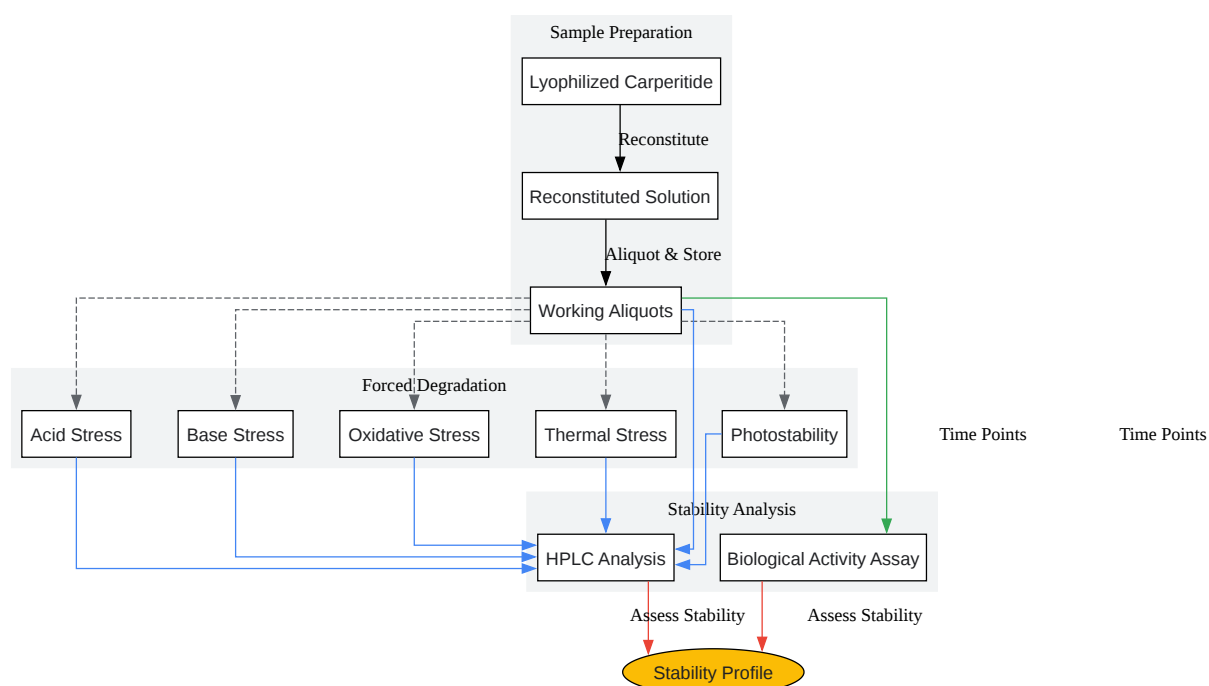 Sample Preparation
Lyophilized Carperitide
Reconstitute
Reconstituted Solution
Aliquot & Store
Working Aliquots
Forced Degradation
Acid Stress
Base Stress
Oxidative Stress
Thermal Stress
Photostability
Time Points
Time Points
Stability Analysis
HPLC Analysis
Biological Activity Assay
Assess Stability
Assess Stability
Stability Profile